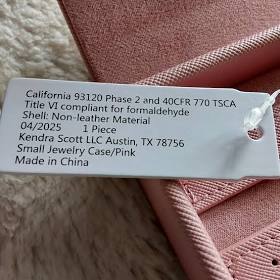 California 93120 Phase 2 and 40CFR 770 TSCA
Title VI compliant for formaldehyde
Shell: Non-leather Material
04/2025 1 Piece
Kendra Scott LLC Austin, TX 78756
Small Jewelry Case/Pink
Made in China